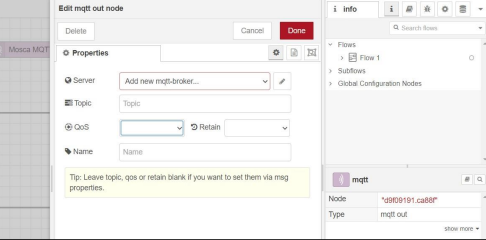 Edit mqtt out node
Delete
Cancel
Done
Properties
Server
Add new mqtt-broker...
Topic
Topic
QoS
Retain
Name
Name
Tip: Leave topic, qos or retain blank if you want to set them via msg
properties.
Mosca MQT
i info
i
Search flows
Flows
Flow 1
Subflows
Global Configuration Nodes
mqtt
Node
"d9f09191.ca88f"
Type
mqtt out
show more